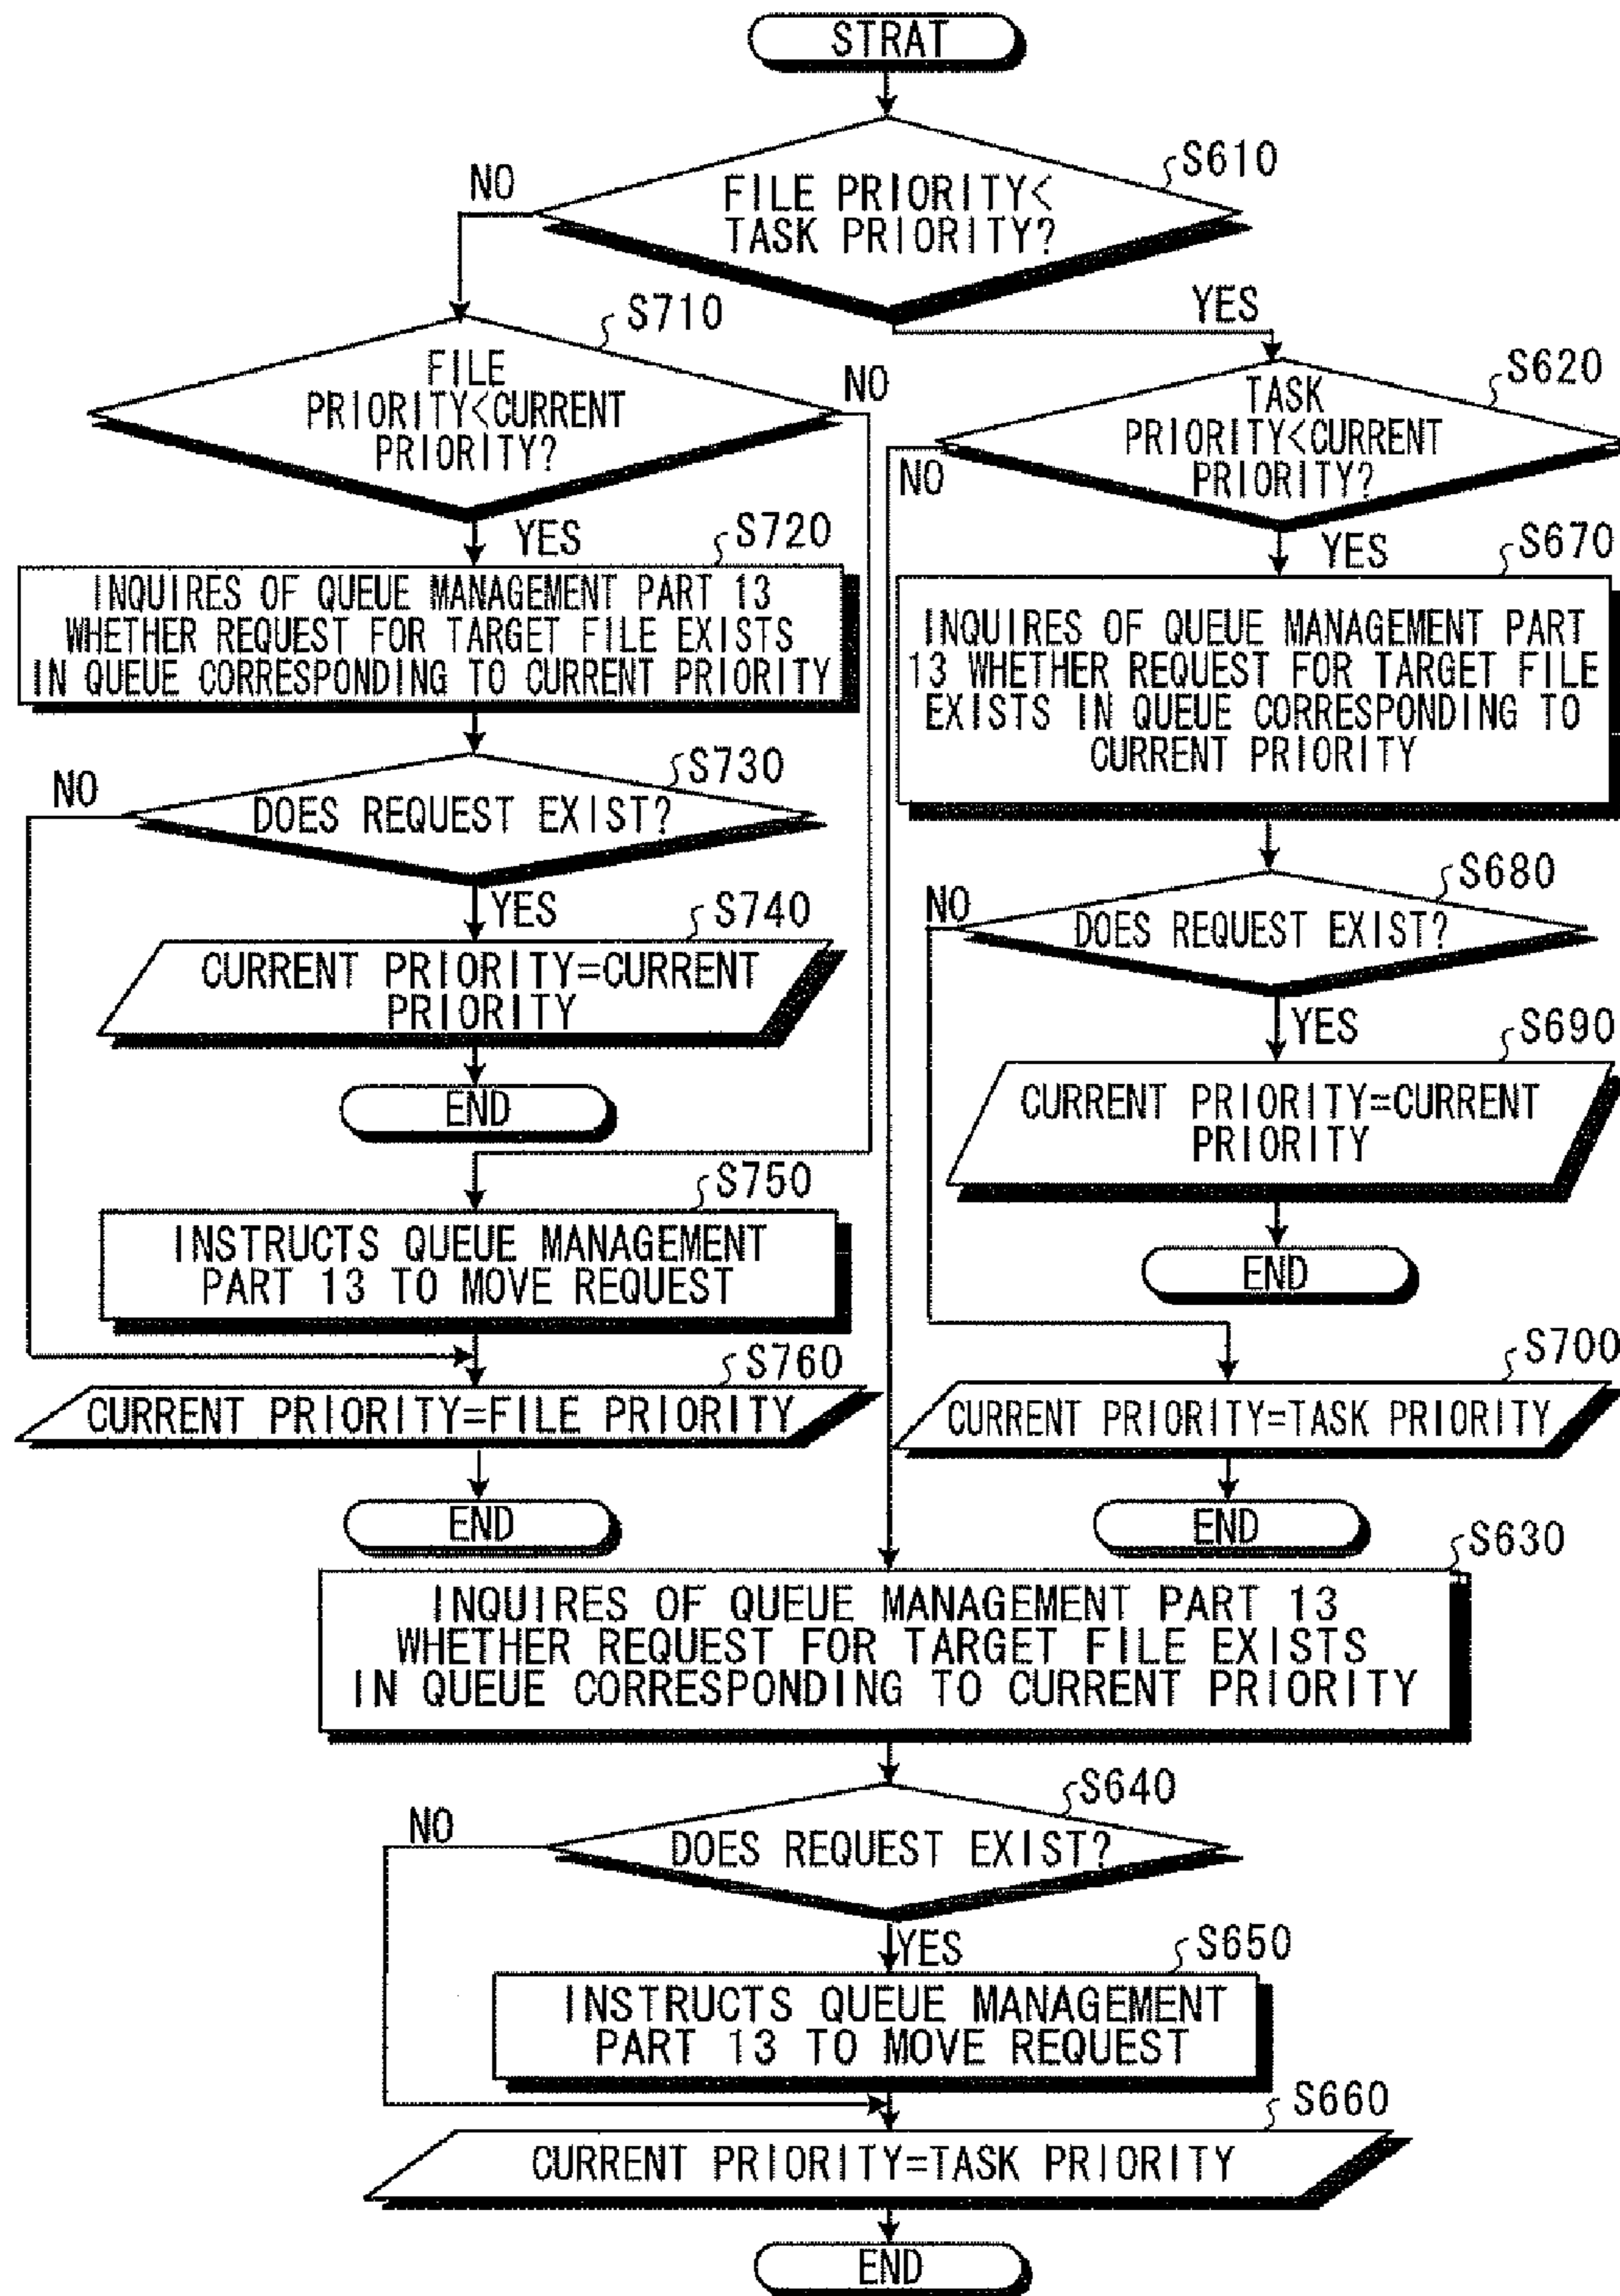 STRAT
S610
NO
FILE PRIORITY<
TASK PRIORITY?
YES
S710
FILE
PRIORITY<CURRENT
PRIORITY?
NO
YES
S620
TASK
PRIORITY<CURRENT
PRIORITY?
NO
YES
S720
INQUIRES OF QUEUE MANAGEMENT PART 13
WHETHER REQUEST FOR TARGET FILE EXISTS
IN QUEUE CORRESPONDING TO CURRENT PRIORITY
S670
INQUIRES OF QUEUE MANAGEMENT PART
13 WHETHER REQUEST FOR TARGET FILE
EXISTS IN QUEUE CORRESPONDING TO
CURRENT PRIORITY
S730
NO
DOES REQUEST EXIST?
YES
S680
NO
DOES REQUEST EXIST?
YES
S740
CURRENT PRIORITY=CURRENT
PRIORITY
END
S690
CURRENT PRIORITY=CURRENT
PRIORITY
END
S750
INSTRUCTS QUEUE MANAGEMENT
PART 13 TO MOVE REQUEST
S760
CURRENT PRIORITY=FILE PRIORITY
END
S700
CURRENT PRIORITY=TASK PRIORITY
END
S630
INQUIRES OF QUEUE MANAGEMENT PART 13
WHETHER REQUEST FOR TARGET FILE EXISTS
IN QUEUE CORRESPONDING TO CURRENT PRIORITY
S640
NO
DOES REQUEST EXIST?
YES
S650
INSTRUCTS QUEUE MANAGEMENT
PART 13 TO MOVE REQUEST
S660
CURRENT PRIORITY=TASK PRIORITY
END